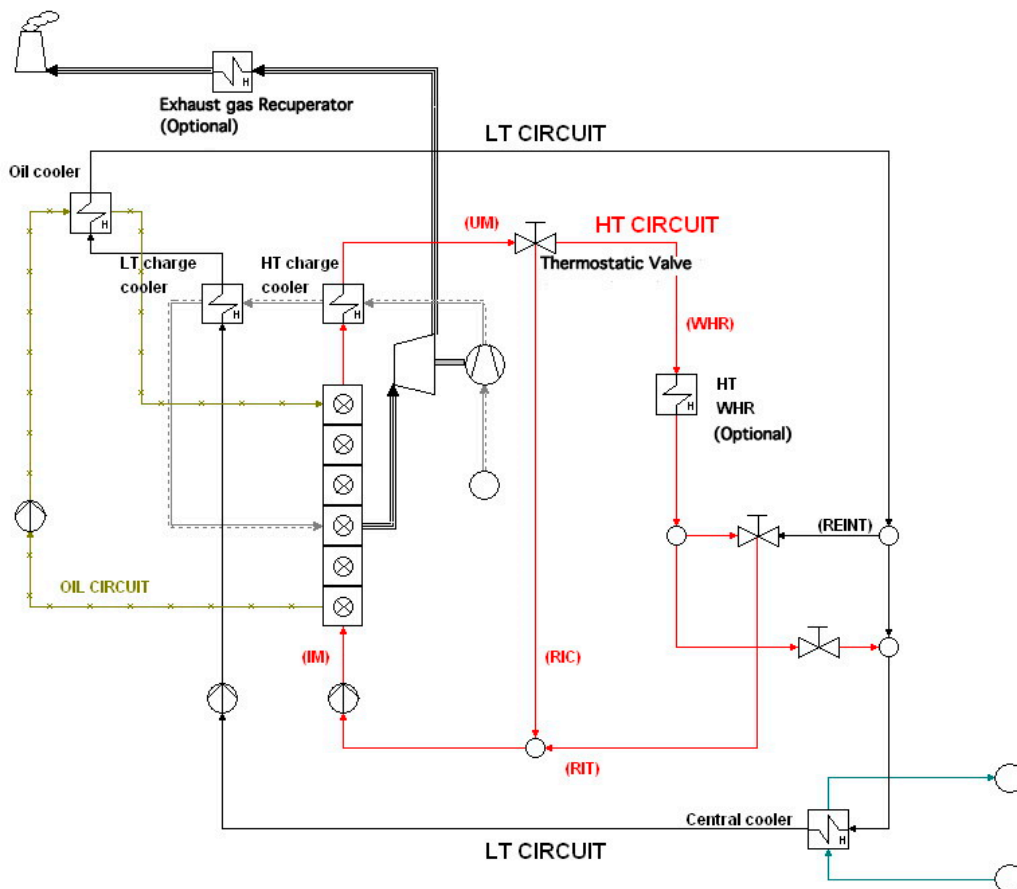 H
Exhaust gas Recuperator
(Optional)
LT CIRCUIT
Oil cooler
H
(UM)
HT CIRCUIT
LT charge
cooler
HT charge
cooler
Thermostatic Valve
H
H
(WHR)
H
HT
WHR
(Optional)
(REINT)
OIL CIRCUIT
(IM)
(RIC)
(RIT)
Central cooler
H
LT CIRCUIT